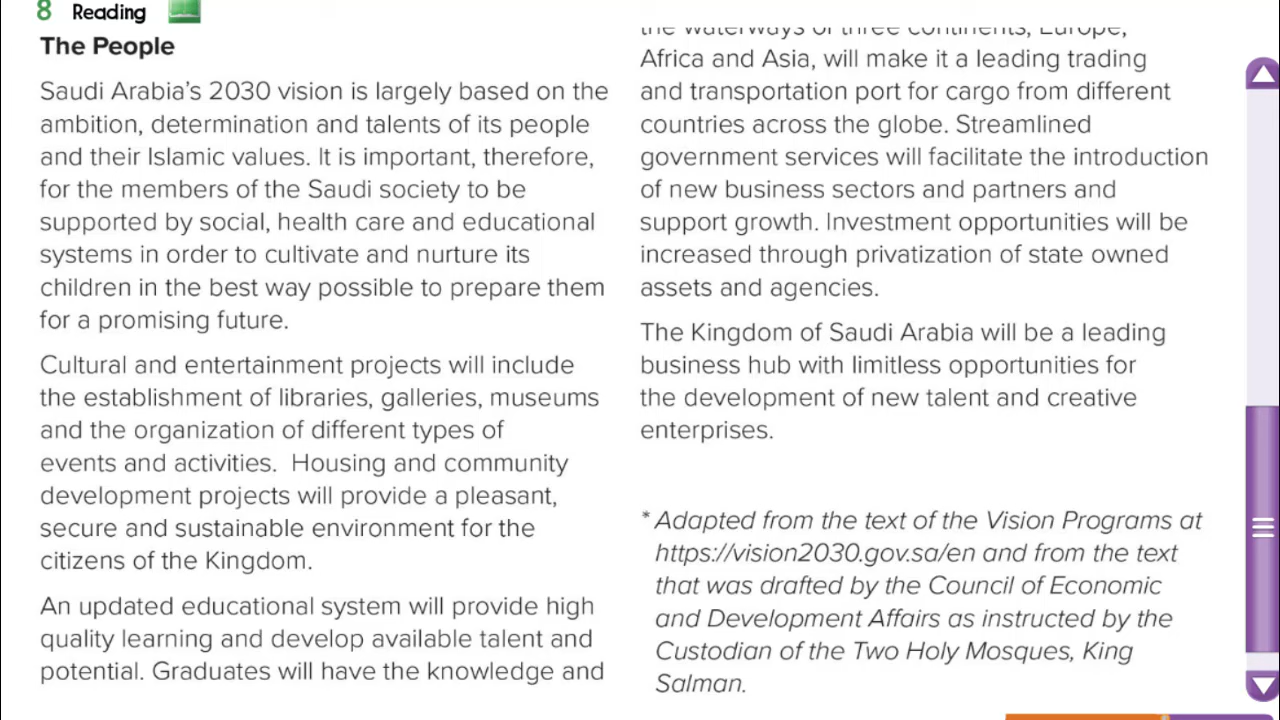 8 Reading
The People
Saudi Arabia's 2030 vision is largely based on the
ambition, determination and talents of its people
and their Islamic values. It is important, therefore,
for the members of the Saudi society to be
supported by social, health care and educational
systems in order to cultivate and nurture its
children in the best way possible to prepare them
for a promising future.
Cultural and entertainment projects will include
the establishment of libraries, galleries, museums
and the organization of different types of
events and activities.  Housing and community
development projects will provide a pleasant,
secure and sustainable environment for the
citizens of the Kingdom.
An updated educational system will provide high
quality learning and develop available talent and
potential. Graduates will have the knowledge and
the waterways of three continents, Europe,
Africa and Asia, will make it a leading trading
and transportation port for cargo from different
countries across the globe. Streamlined
government services will facilitate the introduction
of new business sectors and partners and
support growth. Investment opportunities will be
increased through privatization of state owned
assets and agencies.
The Kingdom of Saudi Arabia will be a leading
business hub with limitless opportunities for
the development of new talent and creative
enterprises.
* Adapted from the text of the Vision Programs at
https://vision2030.gov.sa/en and from the text
that was drafted by the Council of Economic
and Development Affairs as instructed by the
Custodian of the Two Holy Mosques, King
Salman.